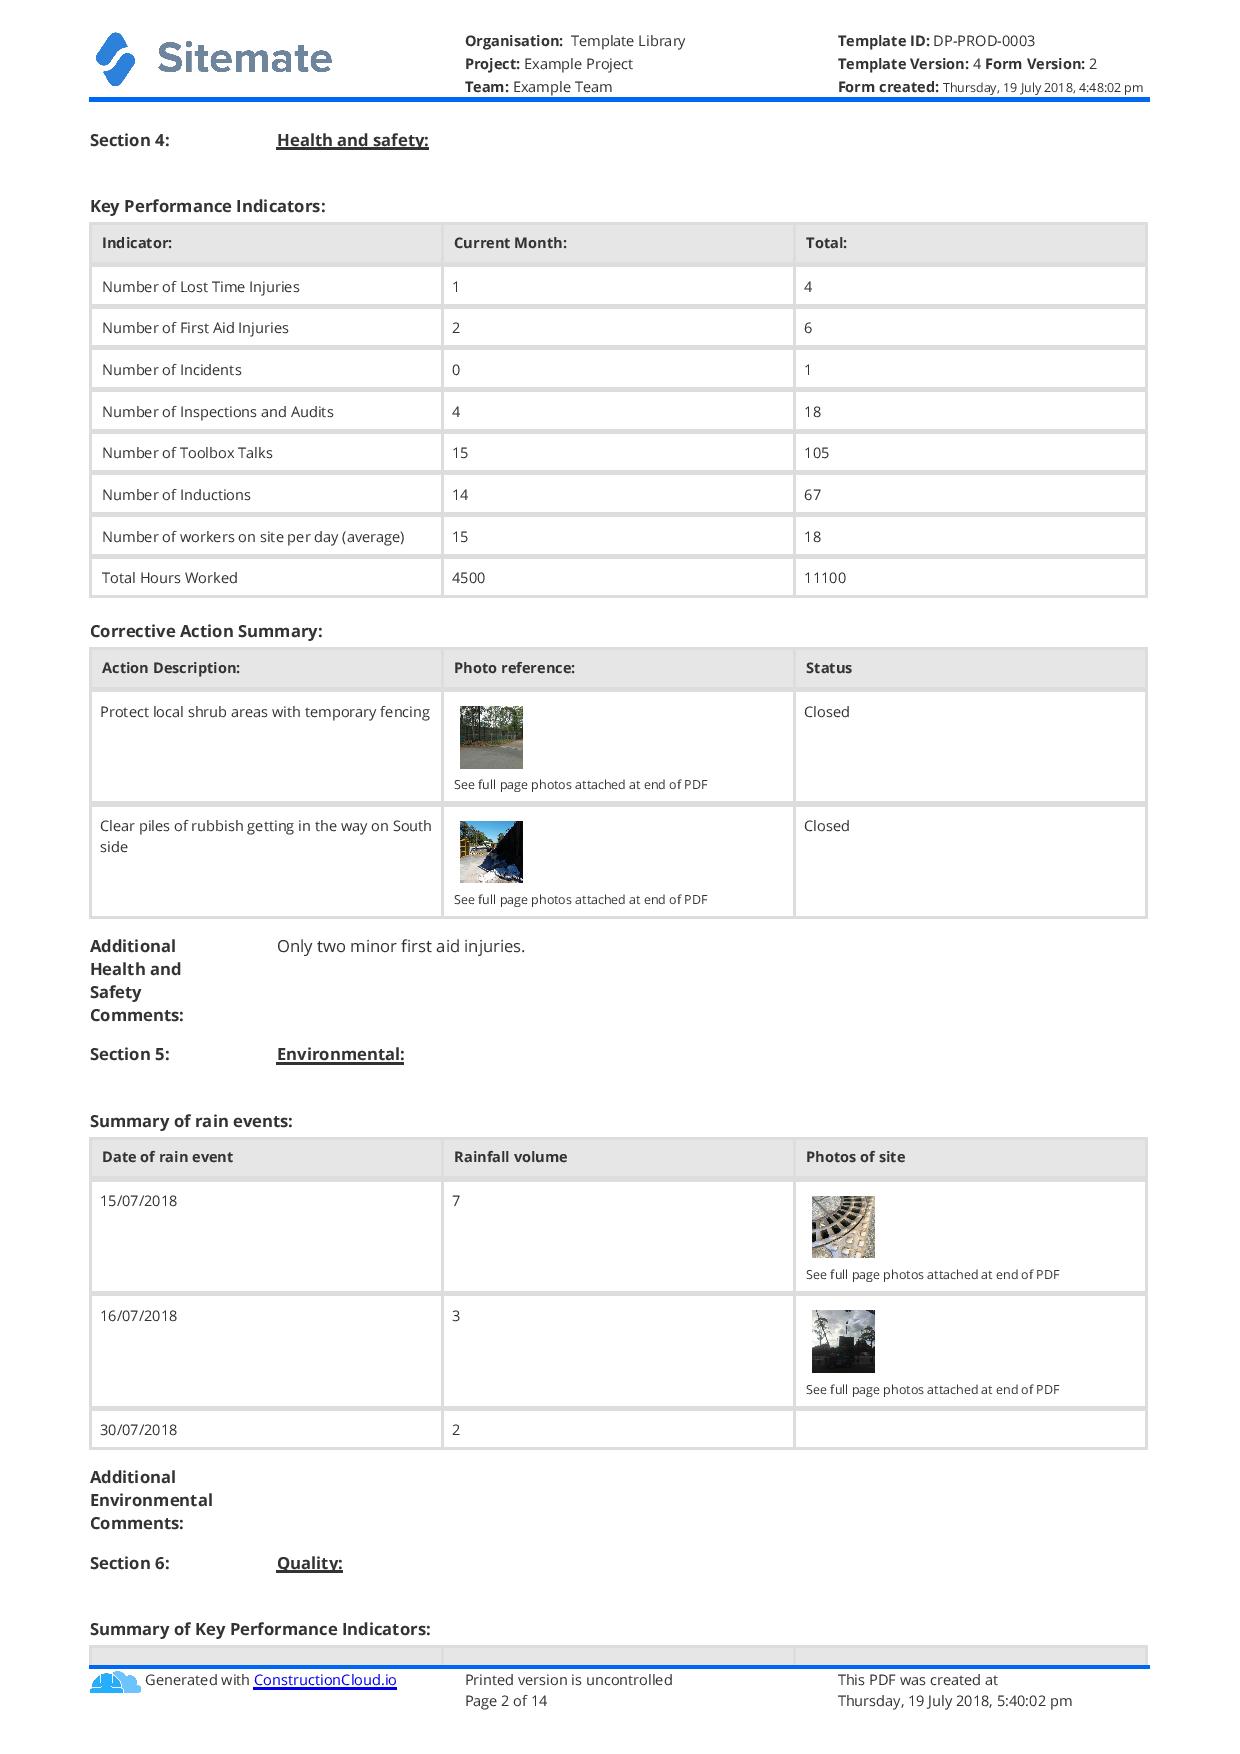 Sitemate
Organisation: Template Library
Project: Example Project
Team: Example Team
Template ID: DP-PROD-0003
Template Version: 4 Form Version: 2
Form created: Thursday, 19 July 2018, 4:48:02 pm
Section 4: Health and safety:
Key Performance Indicators:
Indicator: Current Month: Total:
Number of Lost Time Injuries 1 4
Number of First Aid Injuries 2 6
Number of Incidents 0 1
Number of Inspections and Audits 4 18
Number of Toolbox Talks 15 105
Number of Inductions 14 67
Number of workers on site per day (average) 15 18
Total Hours Worked 4500 11100
Corrective Action Summary:
Action Description: Photo reference: Status
Protect local shrub areas with temporary fencing Closed
See full page photos attached at end of PDF
Clear piles of rubbish getting in the way on South Closed
side
See full page photos attached at end of PDF
Additional Only two minor first aid injuries.
Health and
Safety
Comments:
Section 5: Environmental:
Summary of rain events:
Date of rain event Rainfall volume Photos of site
15/07/2018 7
See full page photos attached at end of PDF
16/07/2018 3
See full page photos attached at end of PDF
30/07/2018 2
Additional
Environmental
Comments:
Section 6: Quality:
Summary of Key Performance Indicators:
Generated with ConstructionCloud.io
Printed version is uncontrolled
Page 2 of 14
This PDF was created at
Thursday, 19 July 2018, 5:40:02 pm